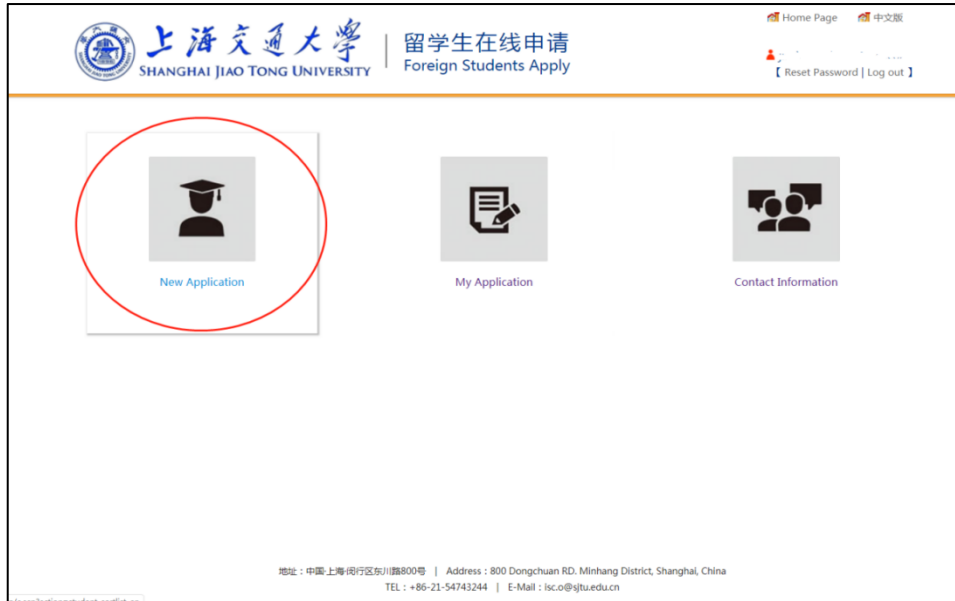 Home Page 中文版
上海交通大學
SHANGHAI JIAO TONG UNIVERSITY
留学生在线申请
Foreign Students Apply
【 Reset Password | Log out 】
New Application
My Application
Contact Information
地址：中国·上海·闵行区东川路800号 | Address : 800 Dongchuan RD. Minhang District, Shanghai, China
TEL : +86-21-54743244 | E-Mail : isc.o@sjtu.edu.cn